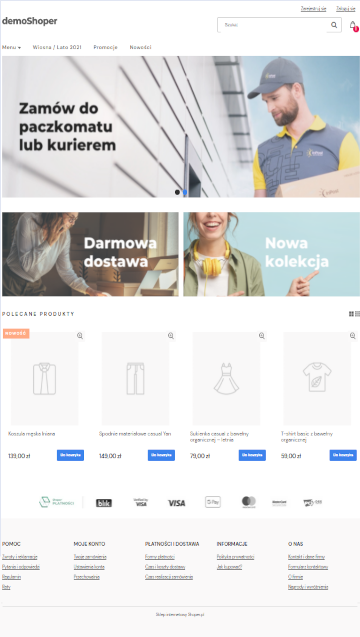 Zarejestruj się Zaloguj się
demoShoper
Szukaj
Menu Wiosna / Lato 2021 Promocje Nowości
Zamów do
paczkomatu
lub kurierem
Darmowa
dostawa
Nowa
kolekcja
POLECANE PRODUKTY
NOWOŚĆ
Koszula męska lniana
Spodnie materiałowe casual Yari
Sukienka casual z bawełny
organicznej – letnia
T-shirt basic z bawełny
organicznej
139,00 zł Do koszyka
149,00 zł Do koszyka
79,00 zł Do koszyka
59,00 zł Do koszyka
blik VISA G Pay
POMOC MOJE KONTO PŁATNOŚCI I DOSTAWA INFORMACJE O NAS
Zwroty i reklamacje Twoje zamówienia Formy płatności Polityka prywatności Kontakt i dane firmy
Pytania i odpowiedzi Ustawienia konta Czas i koszty dostawy Jak kupować? Formularz kontaktowy
Regulamin Przechowalnia Czas realizacji zamówienia O firmie
Raty Nagrody i wyróżnienia
Sklep internetowy Shoper.pl